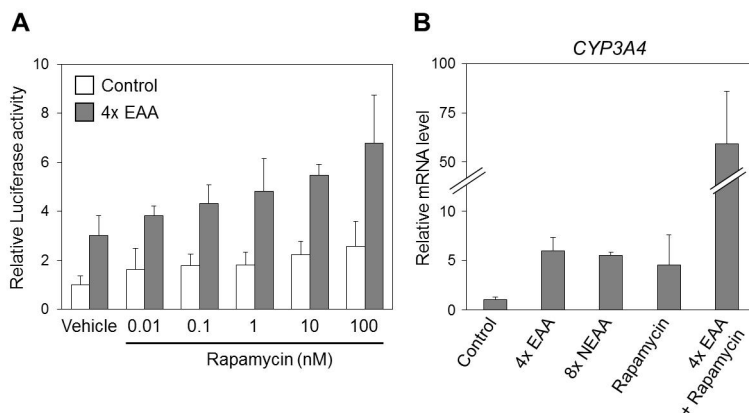 A
Relative Luciferase activity
10
8
6
4
2
0
Control
4x EAA
Vehicle 0.01 0.1 1 10 100
Rapamycin (nM)
B
CYP3A4
Relative mRNA level
100
75
50
10
5
0
Control
4x EAA
8x NEAA
Rapamycin
4x EAA
+ Rapamycin